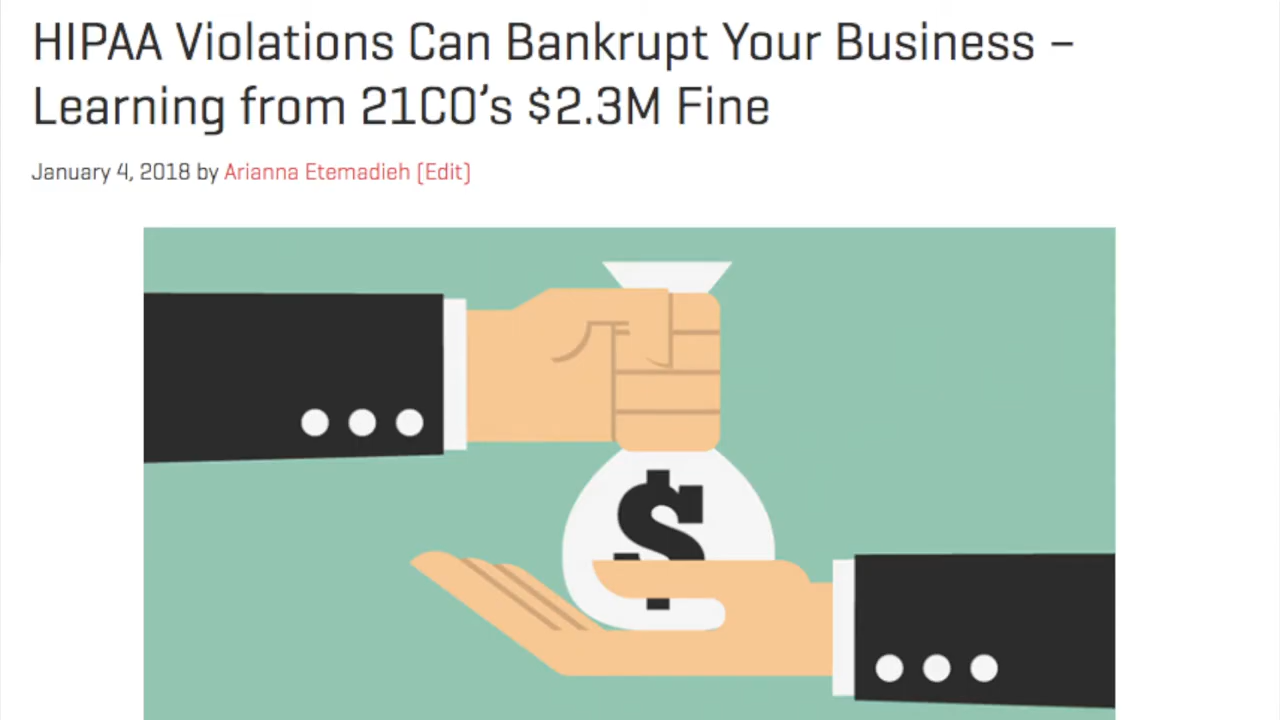 HIPAA Violations Can Bankrupt Your Business –
Learning from 21CO’s $2.3M Fine
January 4, 2018 by Arianna Etemadieh [Edit]
$